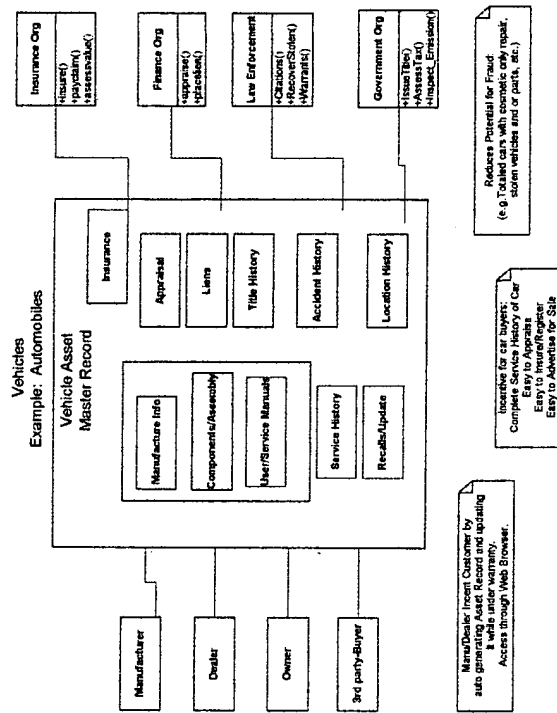 Vehicles
Example: Automobiles
Vehicle Asset
Master Record
Manufacturer
Dealer
Owner
3rd party-Buyer
Manufacture Info
Components/Assembly
User/Service Manuals
Service History
Recalls/Update
Insurance
Appraisal
Liens
Title History
Accident History
Location History
Insurance Org
+insure()
+payclaim()
+assessvalue()
Finance Org
+appraise()
+placelien()
Law Enforcement
+Citations()
+RecoverStolen()
+Warrants()
Government Org
+IssueTitle()
+AssessTax()
+Inspect_Emission()
Manu/Dealer Incent Customer by
auto generating Asset Record and updating
it while under warranty.
Access through Web Browser.
Incentive for car buyers:
Complete Service History of Car
Easy to Appraise
Easy to Insure/Register
Easy to Advertise for Sale
Reduces Potential for Fraud:
(e.g. Totaled cars with cosmetic only repair,
stolen vehicles and or parts, etc.)